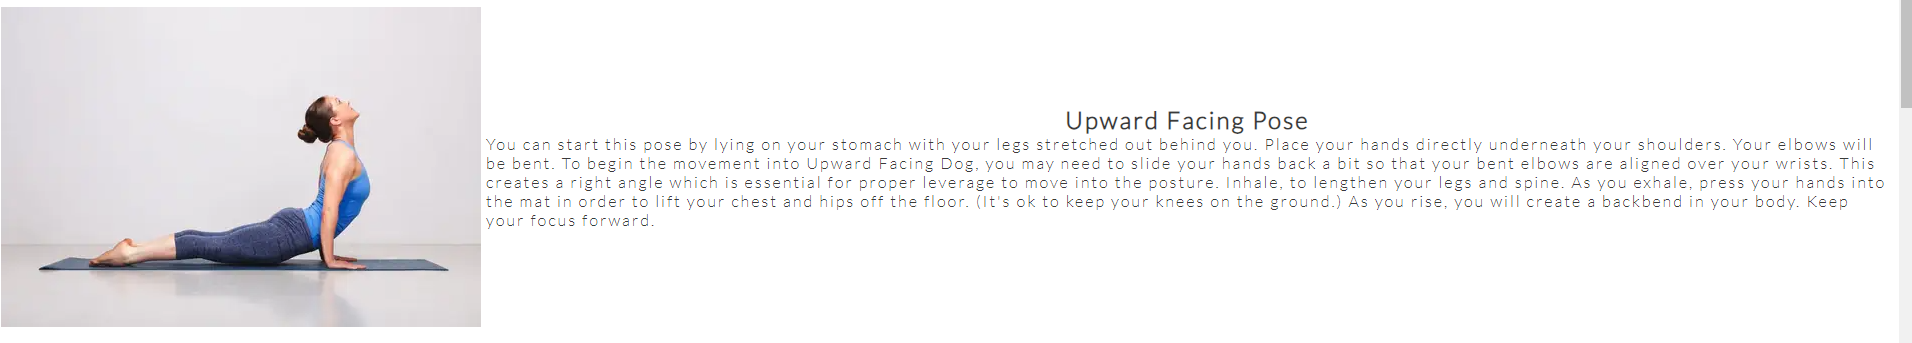 Upward Facing Pose
You can start this pose by lying on your stomach with your legs stretched out behind you. Place your hands directly underneath your shoulders. Your elbows will
be bent. To begin the movement into Upward Facing Dog, you may need to slide your hands back a bit so that your bent elbows are aligned over your wrists. This
creates a right angle which is essential for proper leverage to move into the posture. Inhale, to lengthen your legs and spine. As you exhale, press your hands into
the mat in order to lift your chest and hips off the floor. (It's ok to keep your knees on the ground.) As you rise, you will create a backbend in your body. Keep
your focus forward.